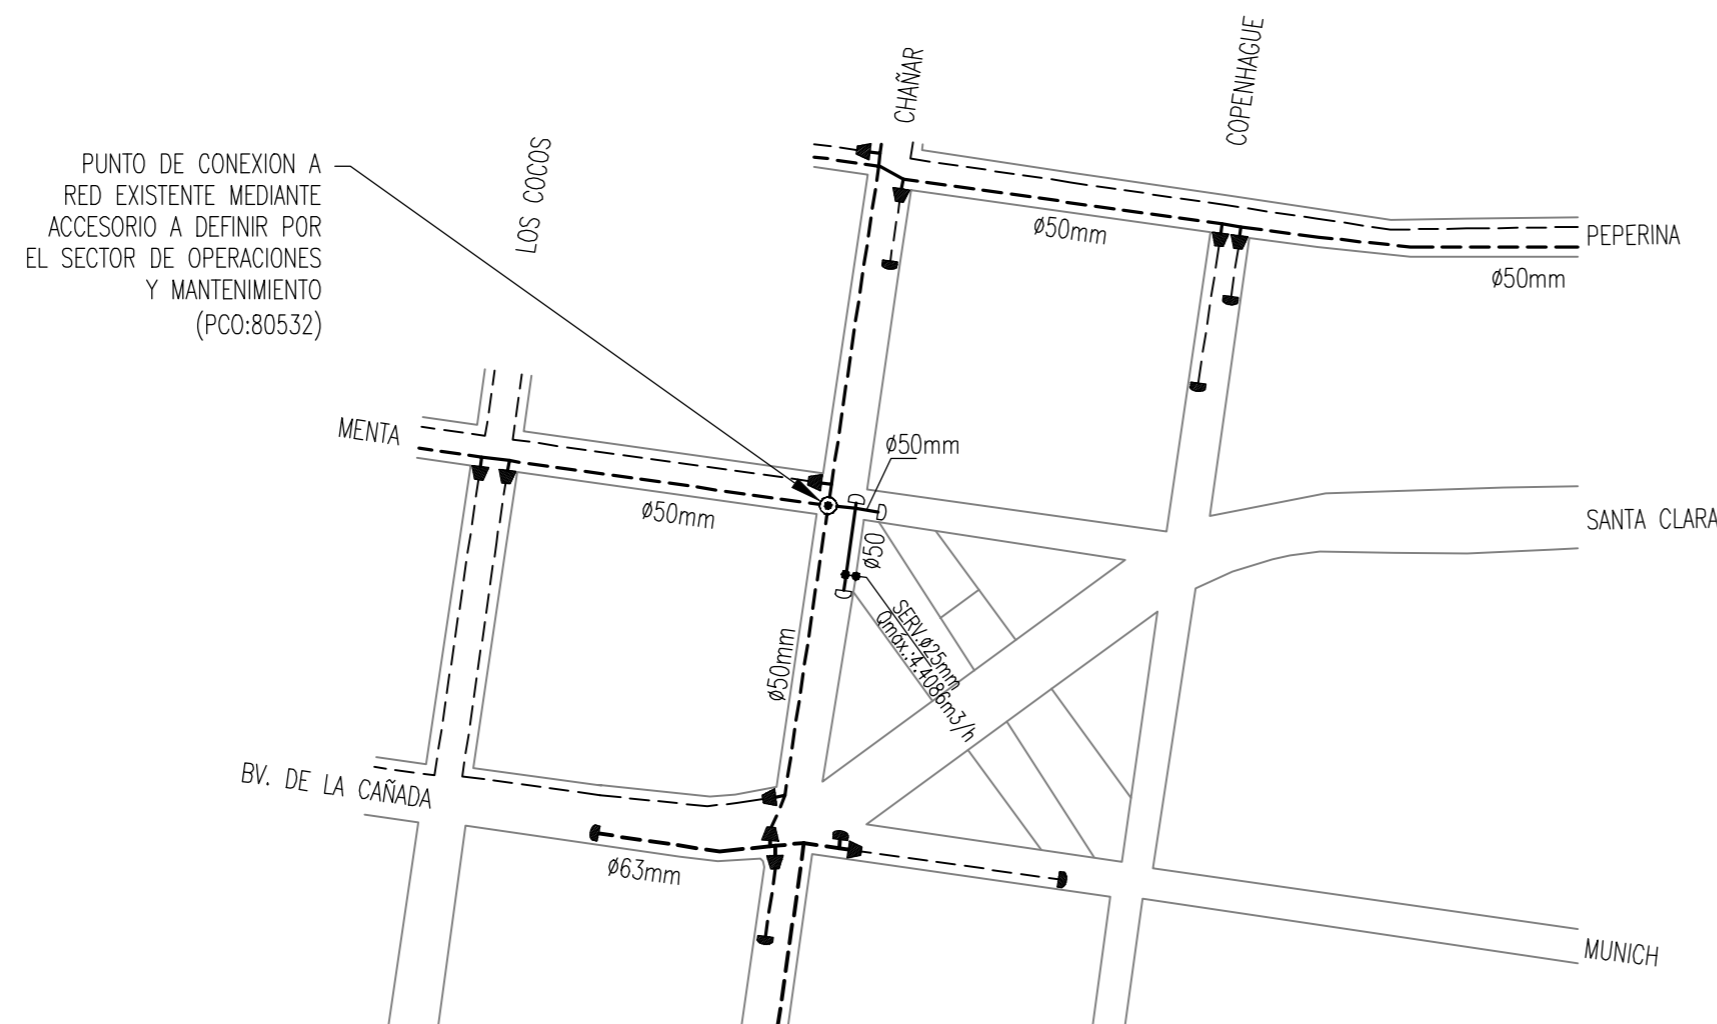 CHAÑAR
COPENHAGUE
LOS COCOS
PUNTO DE CONEXION A
RED EXISTENTE MEDIANTE
ACCESORIO A DEFINIR POR
EL SECTOR DE OPERACIONES
Y MANTENIMIENTO
(PCO:80532)
ø50mm
PEPERINA
ø50mm
MENTA
ø50mm
ø50mm
SANTA CLARA
ø50
SERV.ø25mm
Qmáx.:4.4086m3/h
ø50mm
BV. DE LA CAÑADA
ø63mm
MUNICH